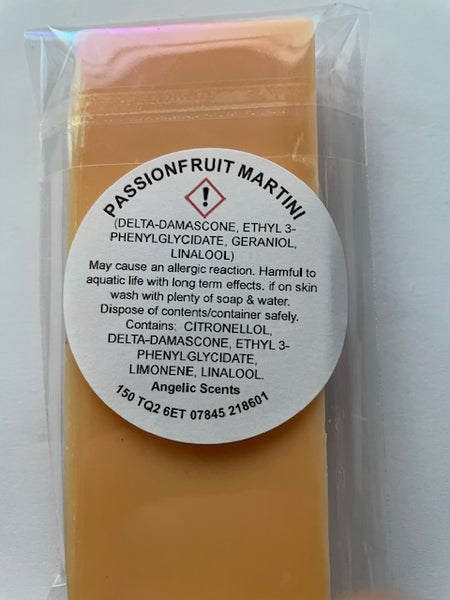 PASSIONFRUIT MARTINI
!
(DELTA-DAMASCONE, ETHYL 3-
PHENYLGLYCIDATE, GERANIOL,
LINALOOL)
May cause an allergic reaction. Harmful to
aquatic life with long term effects. if on skin
wash with plenty of soap & water.
Dispose of contents/container safely.
Contains: CITRONELLOL,
DELTA-DAMASCONE, ETHYL 3-
PHENYLGLYCIDATE,
LIMONENE, LINALOOL.
Angelic Scents
150 TQ2 6ET 07845 218601